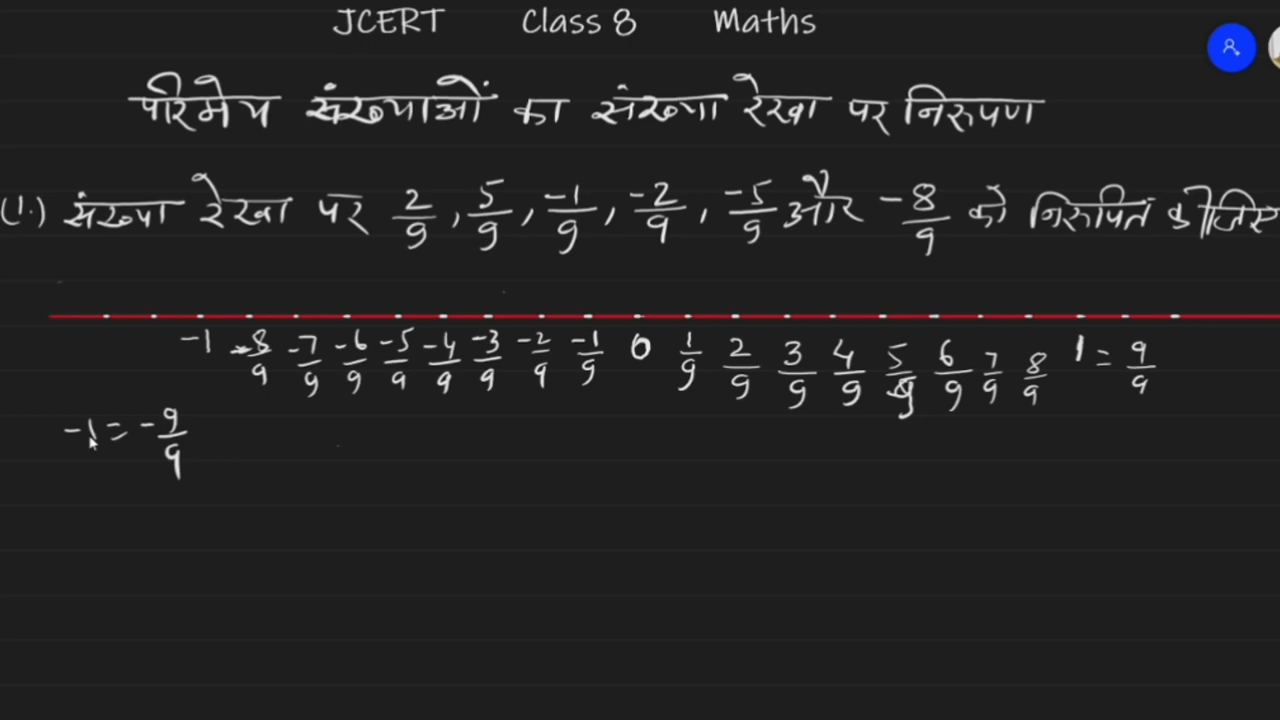 JCERT Class 8 Maths
परिमेय संख्याओं का संख्या रेखा पर निरुपण
(1.) संख्या रेखा पर 2/9, 5/9, -1/9, -2/9, -5/9 और -8/9 को निरुपित कीजिए
-1 -8/9 -7/9 -6/9 -5/9 -4/9 -3/9 -2/9 -1/9 0 1/9 2/9 3/9 4/9 5/9 6/9 7/9 8/9 1 = 9/9
-1 = -9/9